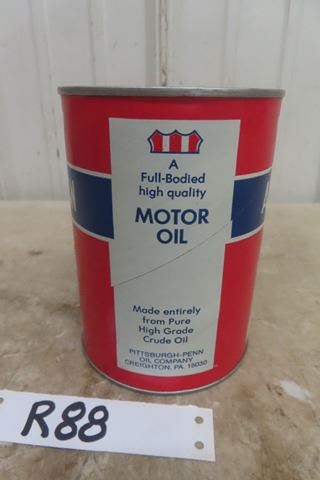 A
Full-Bodied
high quality
MOTOR
OIL
Made entirely
from Pure
High Grade
Crude Oil
PITTSBURGH-PENN
OIL COMPANY
CREIGHTON, PA. 15030
R88